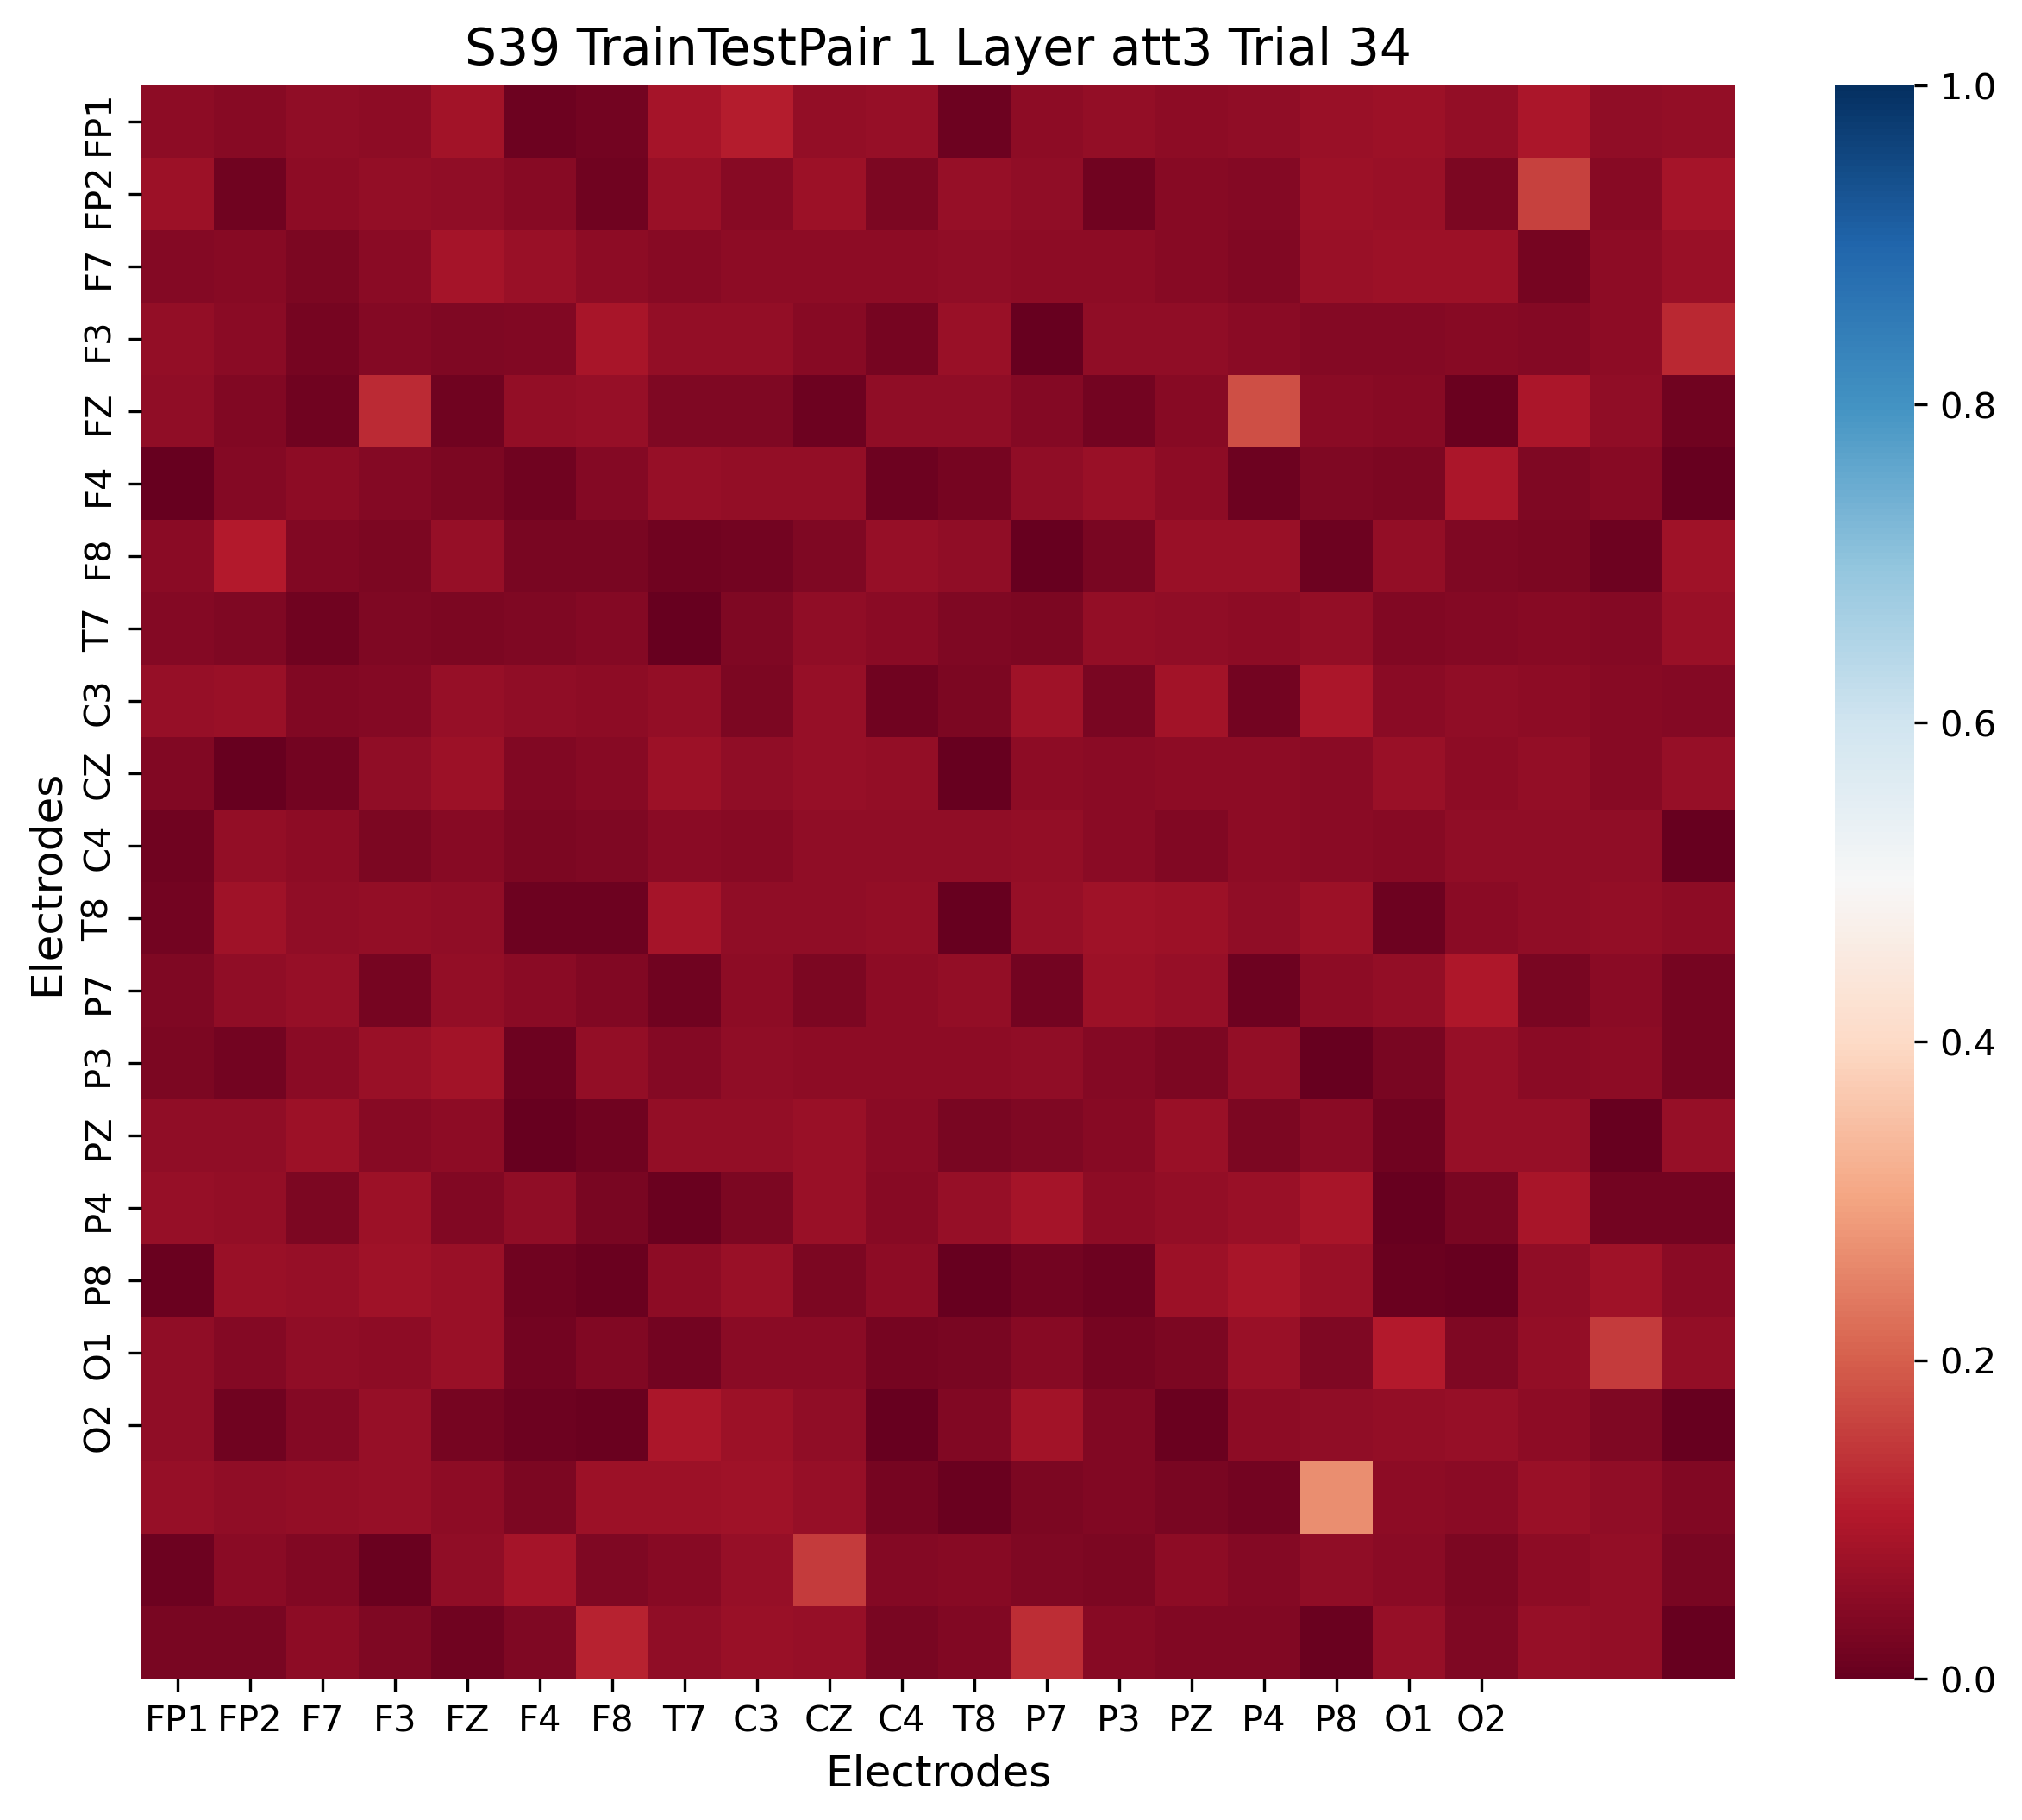 S39 TrainTestPair 1 Layer att3 Trial 34
Electrodes
FP1
FP2
F7
F3
FZ
F4
F8
T7
C3
CZ
C4
T8
P7
P3
PZ
P4
P8
O1
O2
FP1 FP2 F7 F3 FZ F4 F8 T7 C3 CZ C4 T8 P7 P3 PZ P4 P8 O1 O2
Electrodes
1.0
0.8
0.6
0.4
0.2
0.0